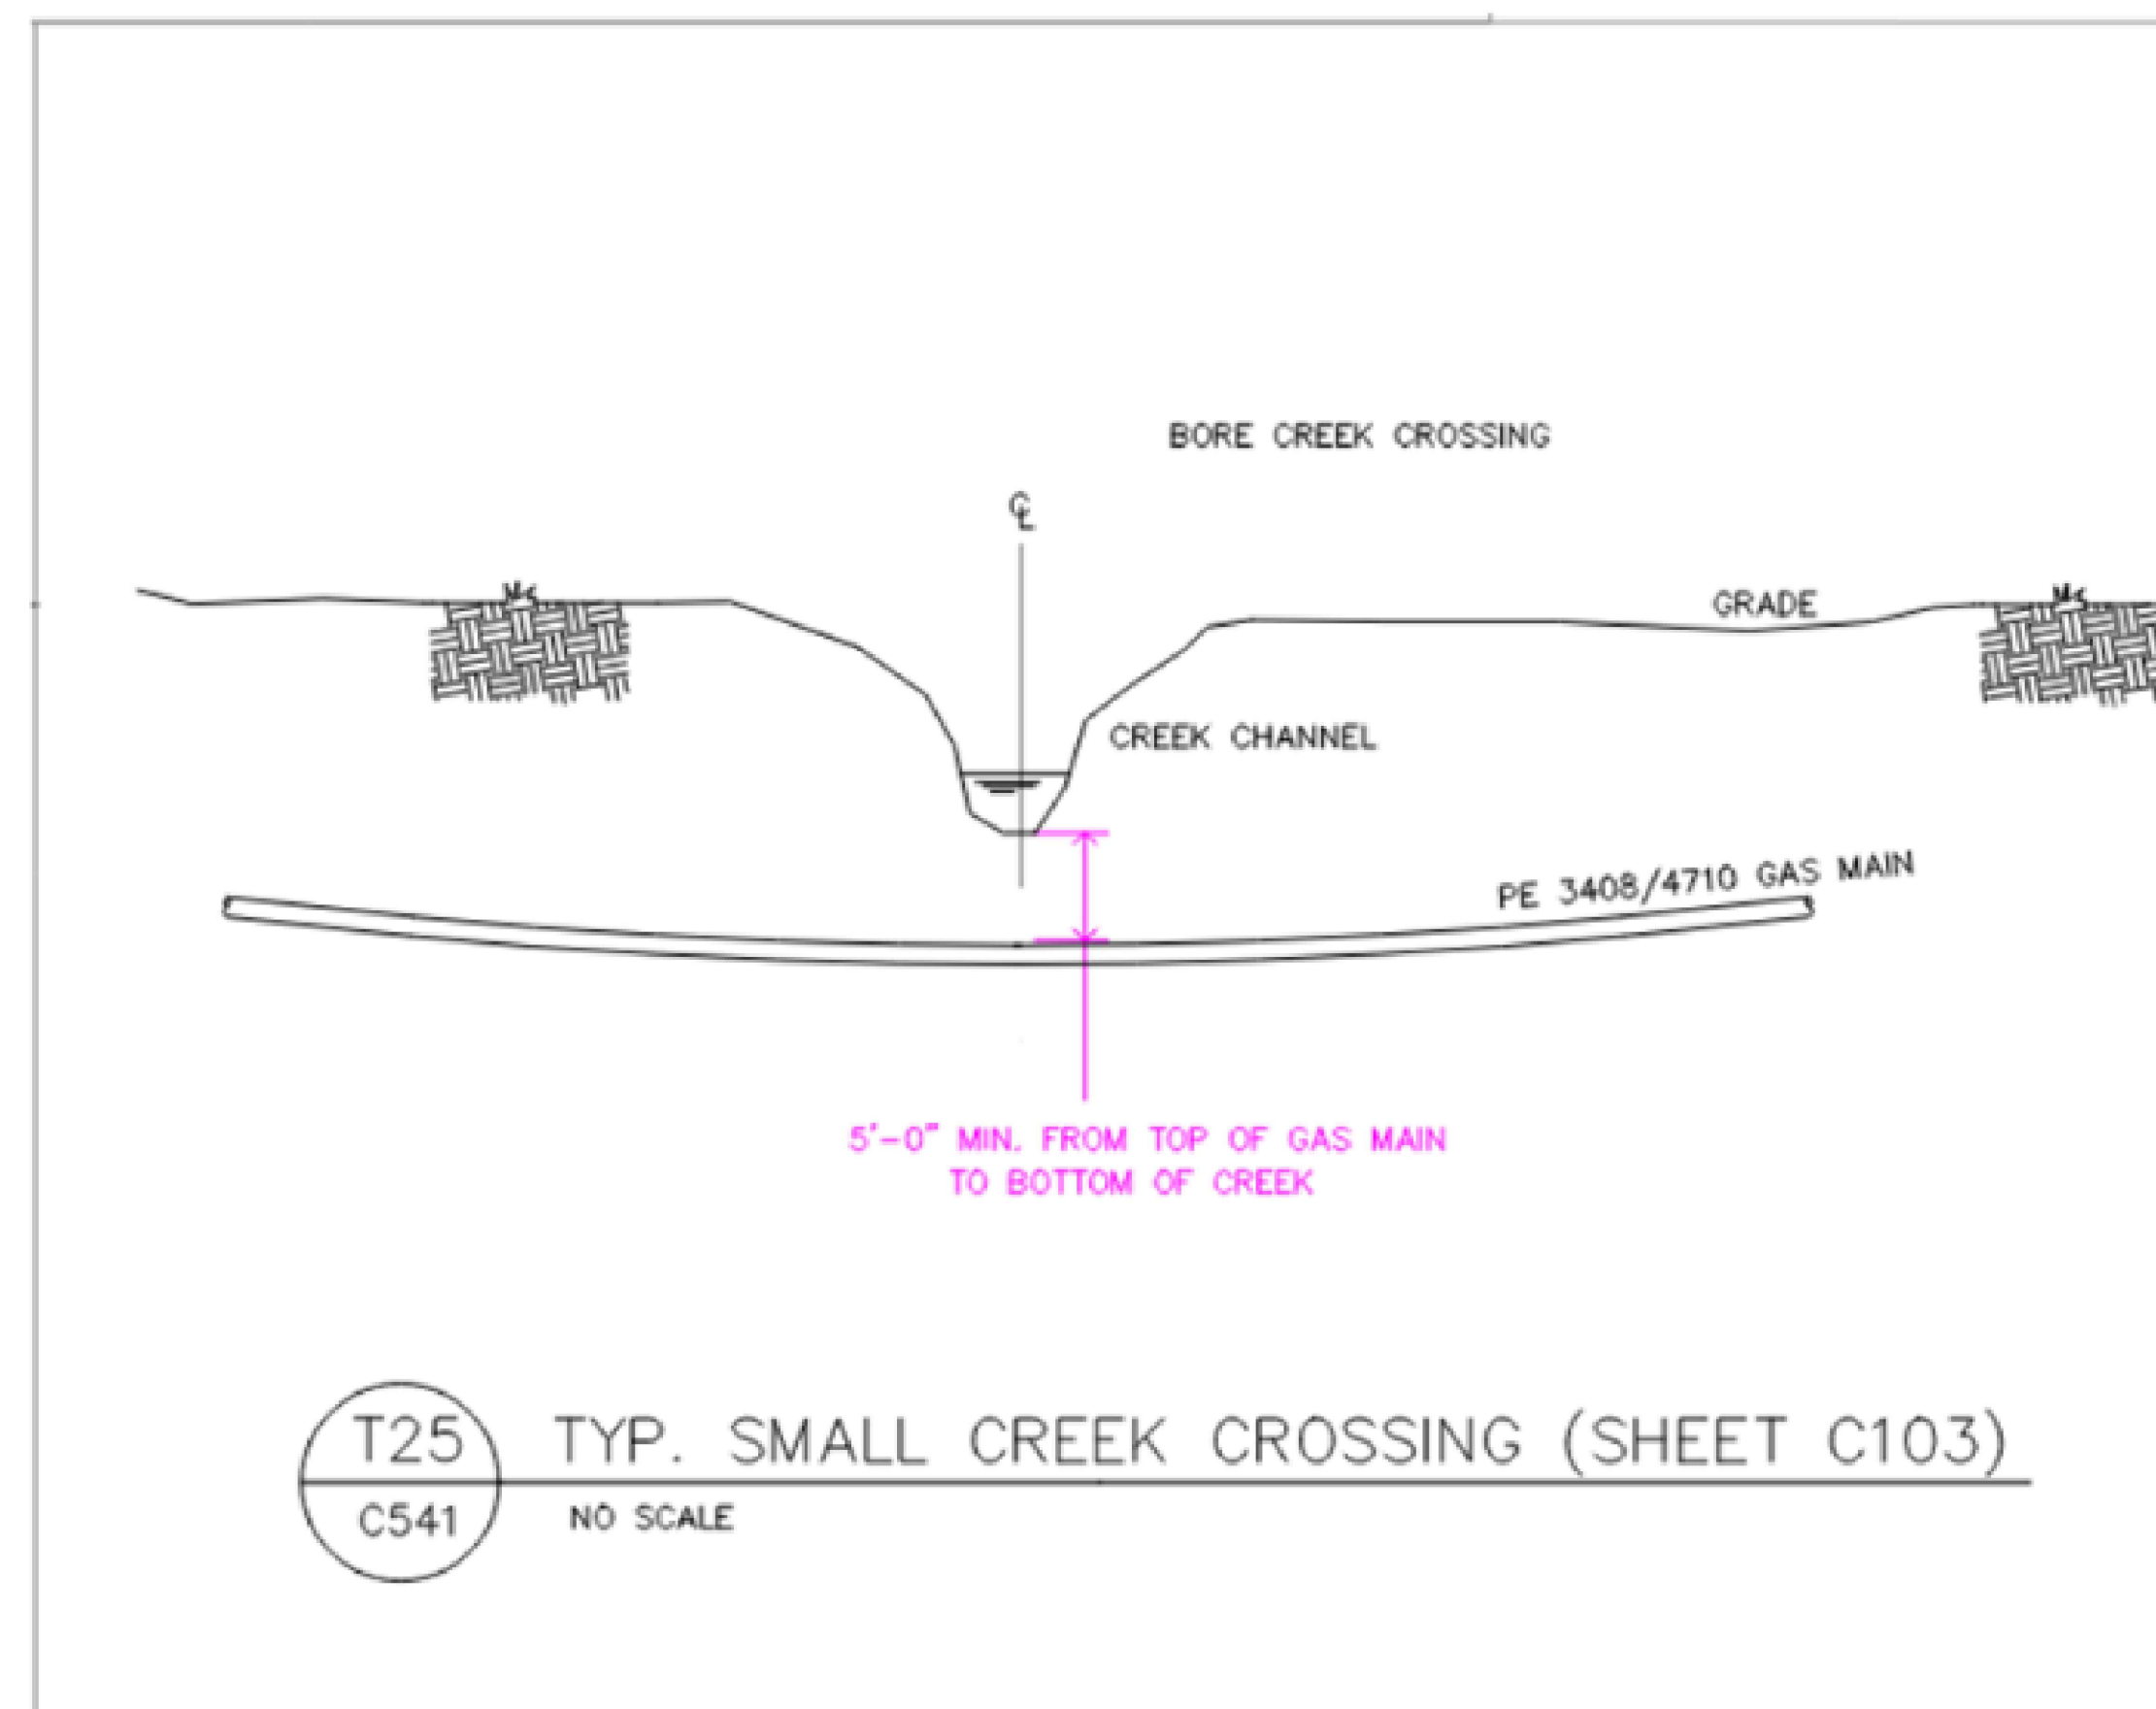 BORE CREEK CROSSING
℄
GRADE
CREEK CHANNEL
PE 3408/4710 GAS MAIN
5'-0" MIN. FROM TOP OF GAS MAIN
TO BOTTOM OF CREEK
T25 TYP. SMALL CREEK CROSSING (SHEET C103)
C541 NO SCALE